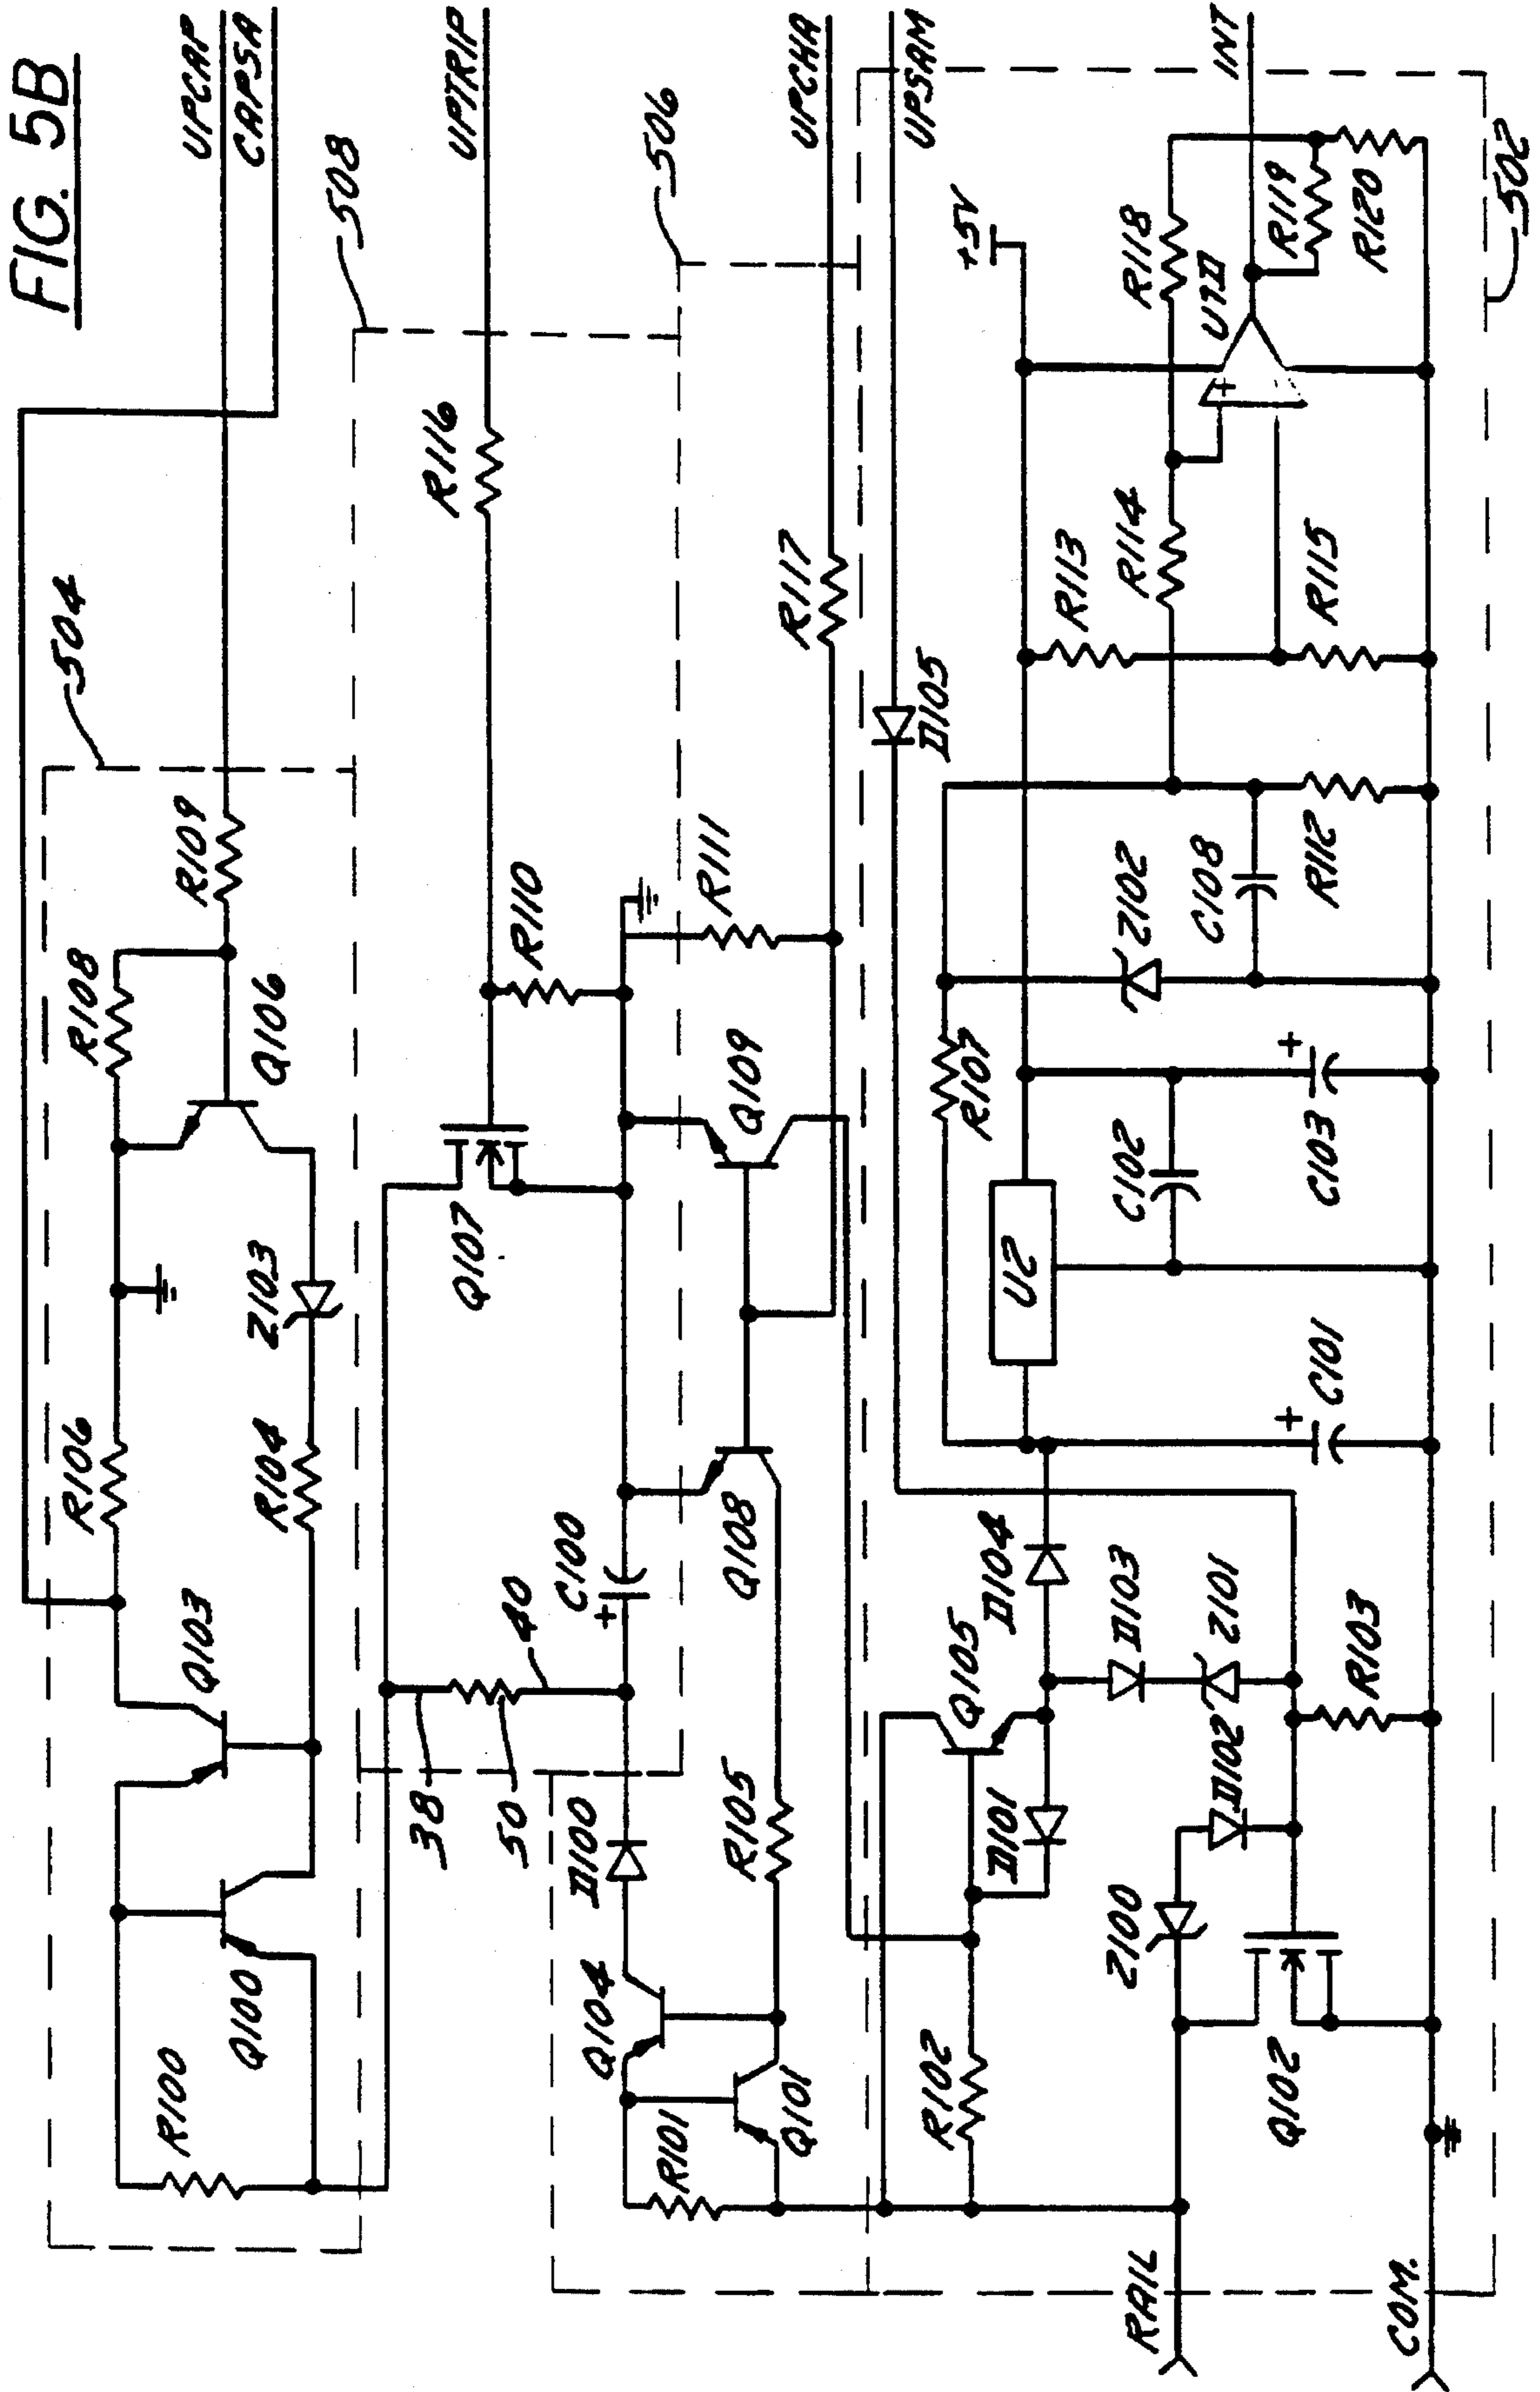 FIG. 5B
UPCAP
CAPSA
508
UPTRIP
506
UPCHA
UPSAM
INT
504
R109
R108
Q106
Z103
R106
R104
Q103
Q100
R100
R116
R110
Q107
C100
+
40
38
50
R117
R111
Q109
Q108
D100
R105
Q104
Q101
R101
D105
+5V
R118
U7D
+
R119
R120
R113
R114
R115
Z102
C108
R112
R107
C102
+
C103
U2
+
C101
D104
Q105
D103
Z101
D101
D102
R103
Z100
R102
Q102
RAIL
COM.
502